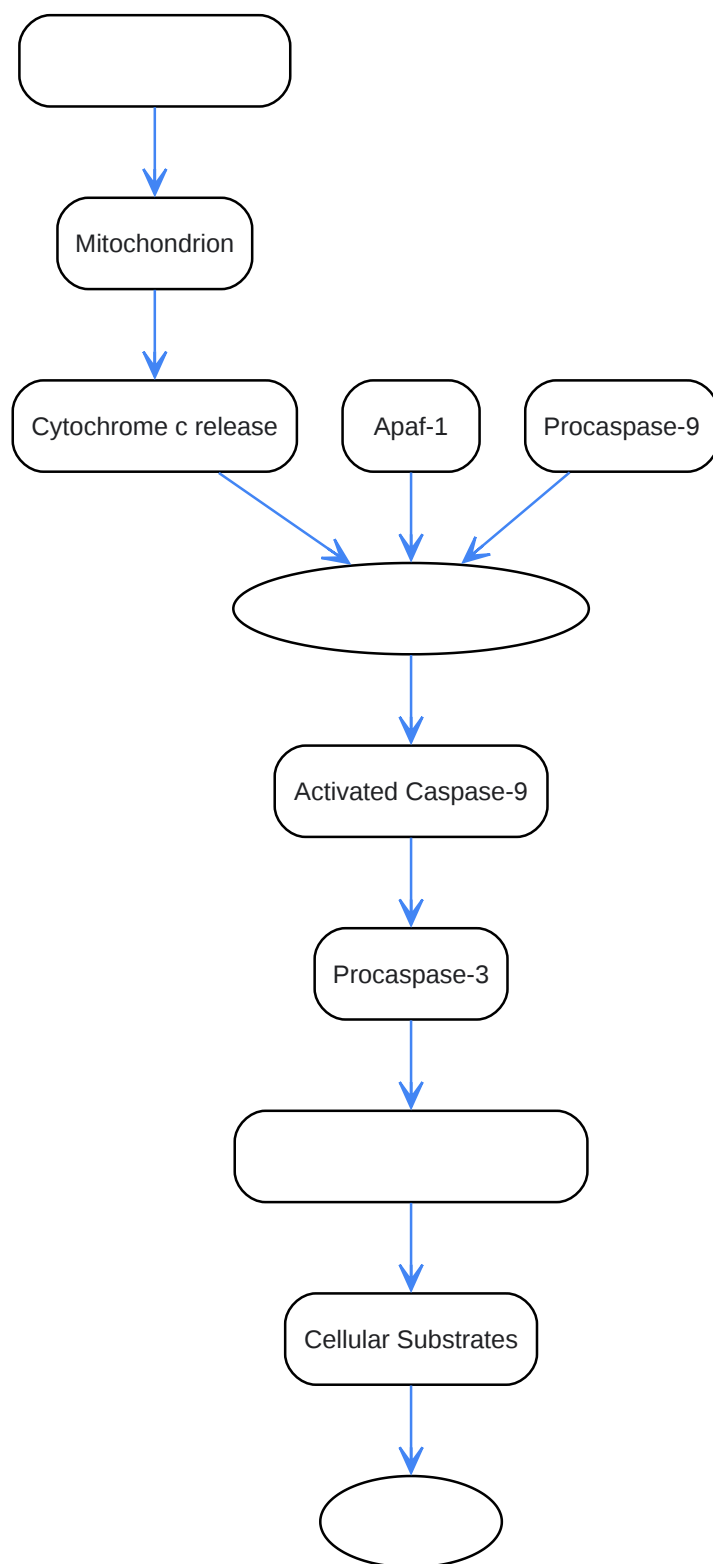 Mitochondrion
Cytochrome c release
Apaf-1
Procaspase-9
Activated Caspase-9
Procaspase-3
Cellular Substrates